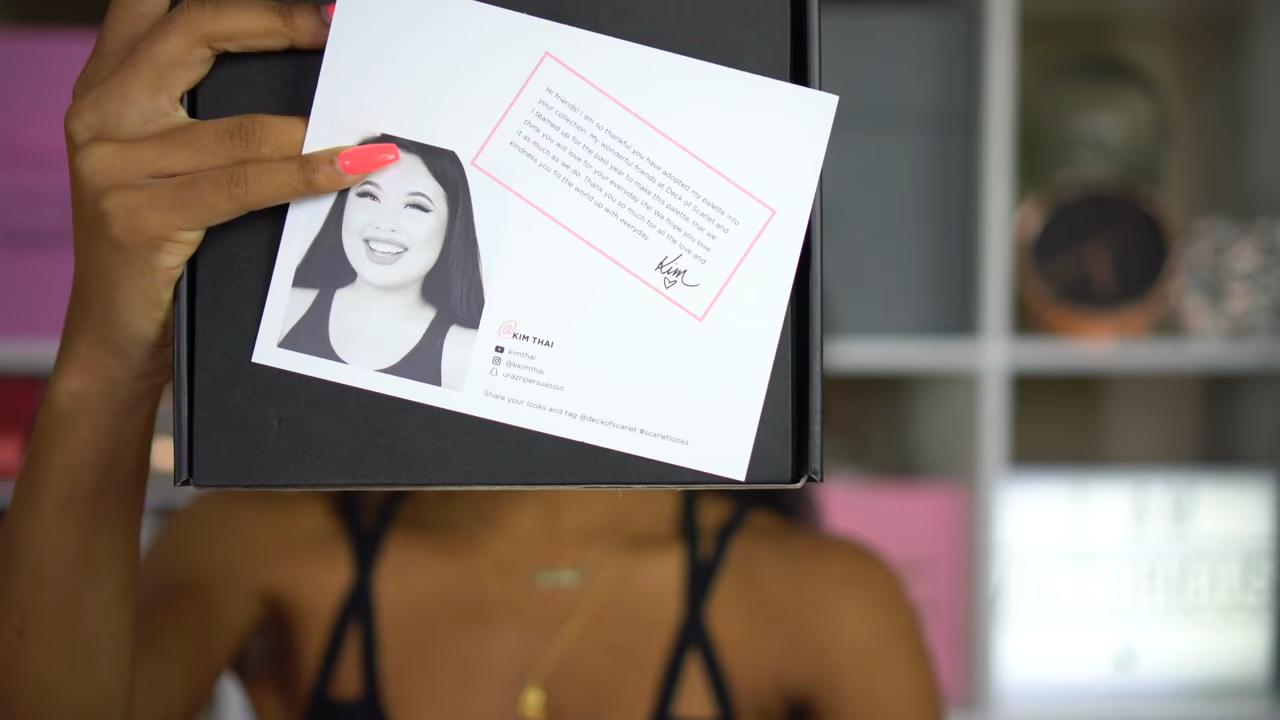 Hi friends! I am so thankful you have adopted my palette into
your collection. My wonderful friends at Deck of Scarlet and
I teamed up for the past year to make this palette, that we
think you will love for your everyday life! We hope you love
it as much as we do. Thank you so much for all the love and
kindness you fill the world up with everyday.
Kim
@KIM THAI
kimthai
@kkimthai
uraznpersuasion
Share your looks and tag @deckofscarlet #scarletlooks